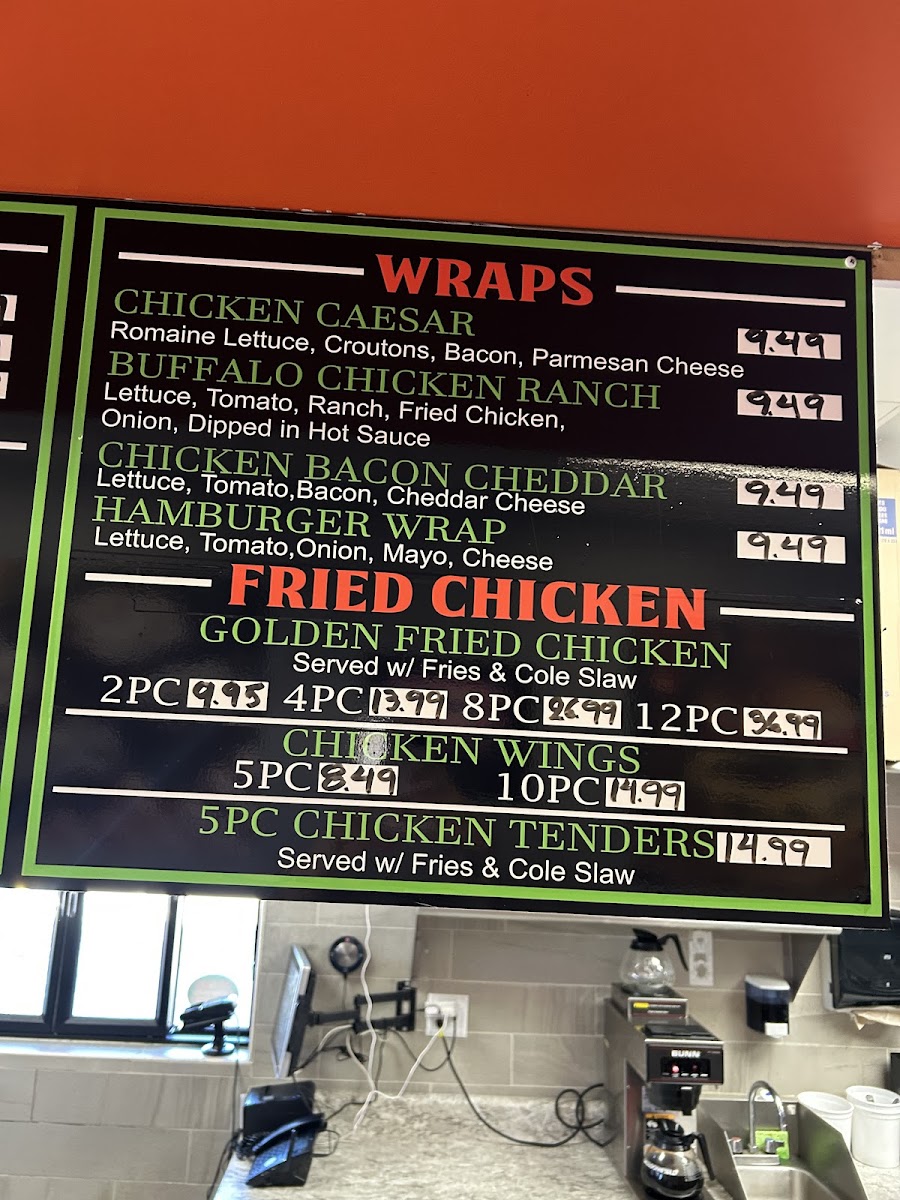 WRAPS
CHICKEN CAESAR 9.49
Romaine Lettuce, Croutons, Bacon, Parmesan Cheese
BUFFALO CHICKEN RANCH 9.49
Lettuce, Tomato, Ranch, Fried Chicken,
Onion, Dipped in Hot Sauce
CHICKEN BACON CHEDDAR 9.49
Lettuce, Tomato,Bacon, Cheddar Cheese
HAMBURGER WRAP 9.49
Lettuce, Tomato,Onion, Mayo, Cheese
FRIED CHICKEN
GOLDEN FRIED CHICKEN
Served w/ Fries & Cole Slaw
2PC 9.95 4PC 13.99 8PC 26.99 12PC 36.99
CHICKEN WINGS
5PC 8.49 10PC 14.99
5PC CHICKEN TENDERS 14.99
Served w/ Fries & Cole Slaw
BUNN